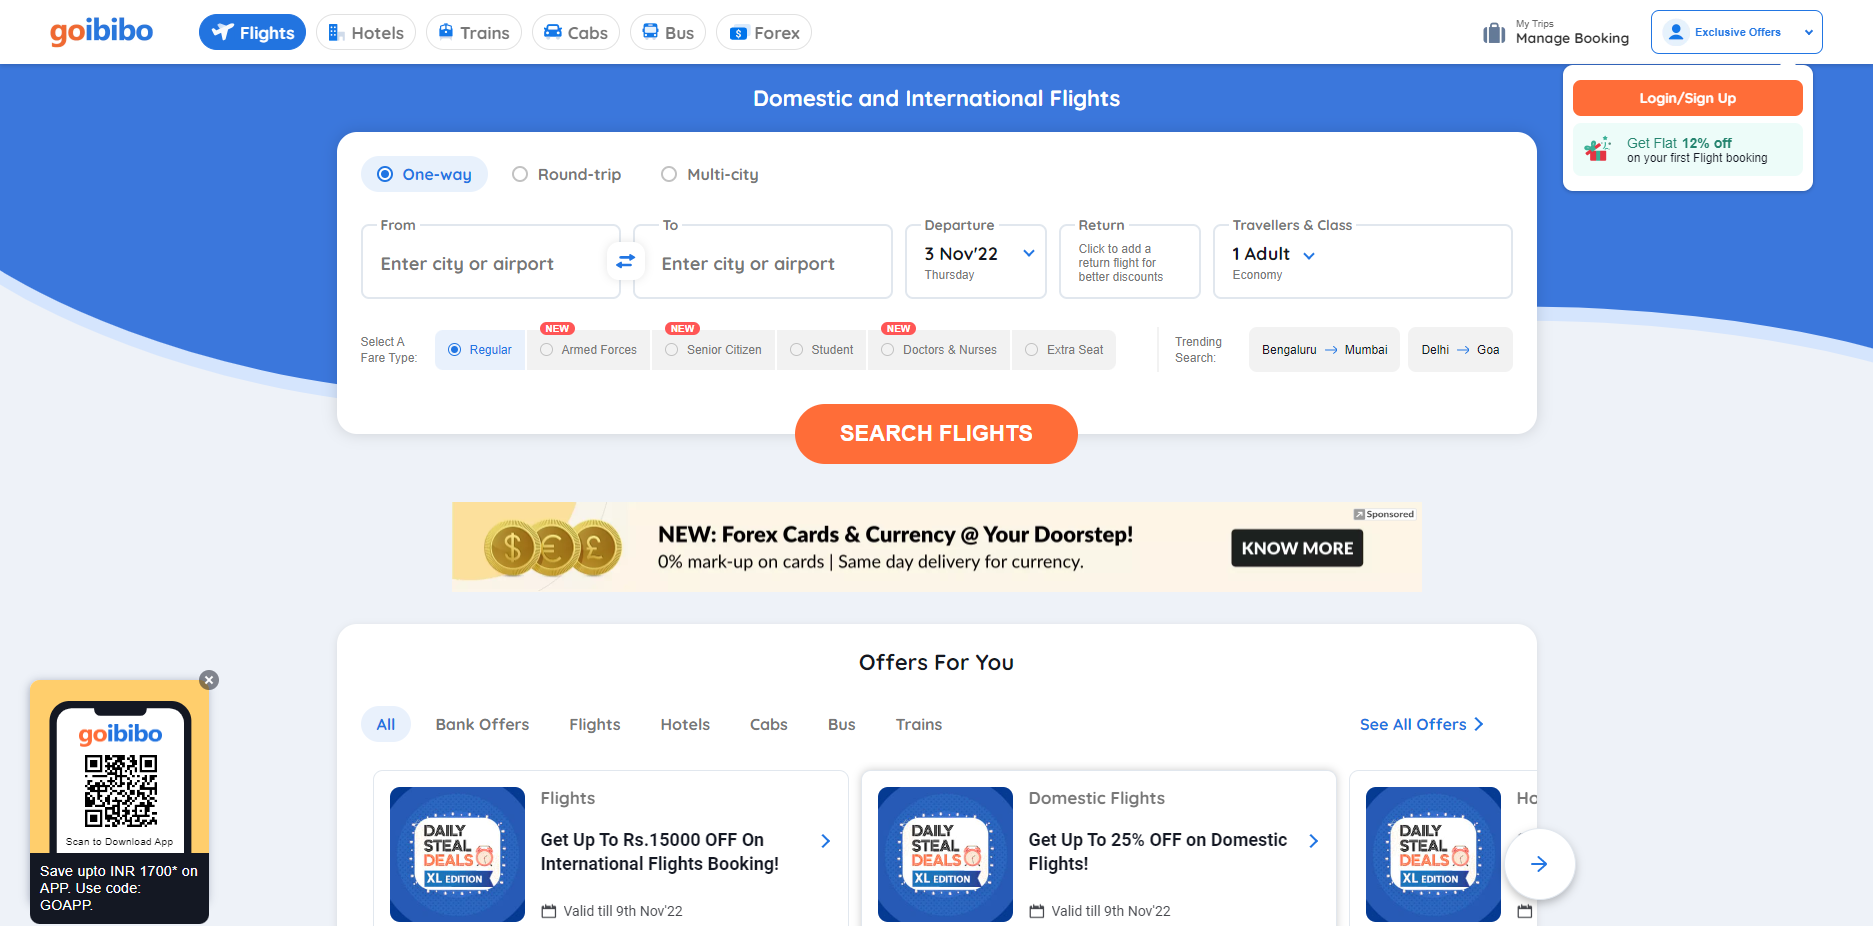 goibibo
Flights
Hotels
Trains
Cabs
Bus
Forex
My Trips
Manage Booking
Exclusive Offers
Login/Sign Up
Get Flat 12% off
on your first Flight booking
Domestic and International Flights
One-way
Round-trip
Multi-city
From
Enter city or airport
To
Enter city or airport
Departure
3 Nov'22
Thursday
Return
Click to add a
return flight for
better discounts
Travellers & Class
1 Adult
Economy
Select A
Fare Type:
Regular
NEW
Armed Forces
NEW
Senior Citizen
Student
NEW
Doctors & Nurses
Extra Seat
Trending
Search:
Bengaluru → Mumbai
Delhi → Goa
SEARCH FLIGHTS
Sponsored
NEW: Forex Cards & Currency @ Your Doorstep!
0% mark-up on cards | Same day delivery for currency.
KNOW MORE
Offers For You
All
Bank Offers
Flights
Hotels
Cabs
Bus
Trains
See All Offers
DAILY
STEAL
DEALS
XL EDITION
Flights
Get Up To Rs.15000 OFF On
International Flights Booking!
Valid till 9th Nov'22
DAILY
STEAL
DEALS
XL EDITION
Domestic Flights
Get Up To 25% OFF on Domestic
Flights!
Valid till 9th Nov'22
DAILY
STEAL
DEALS
XL EDITION
Ho
goibibo
Scan to Download App
Save upto INR 1700* on
APP. Use code:
GOAPP.